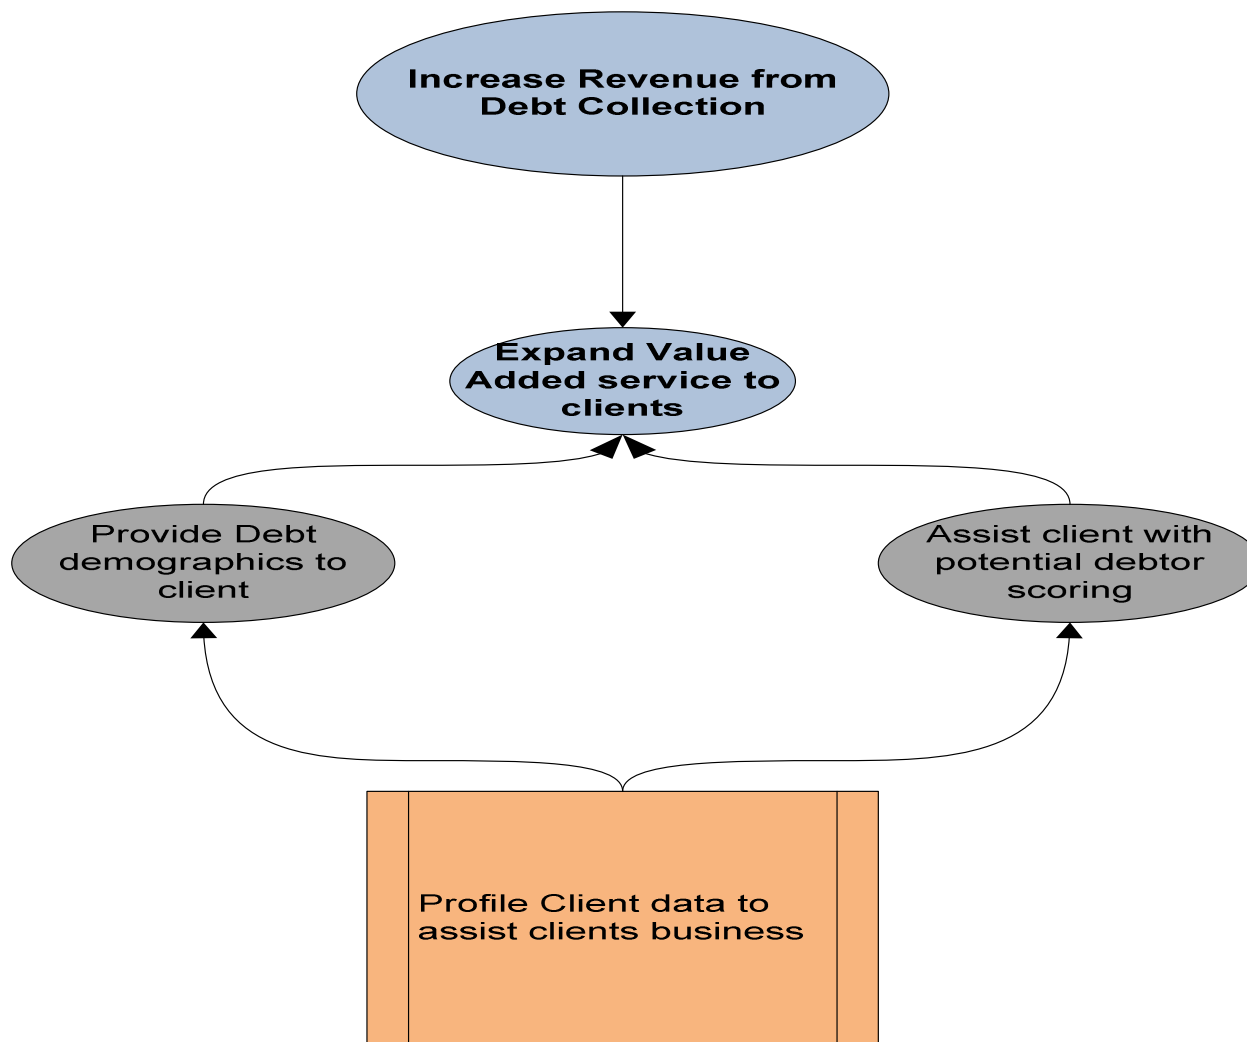 Increase Revenue from
Debt Collection
Expand Value
Added service to
clients
Provide Debt
demographics to
client
Assist client with
potential debtor
scoring
Profile Client data to
assist clients business